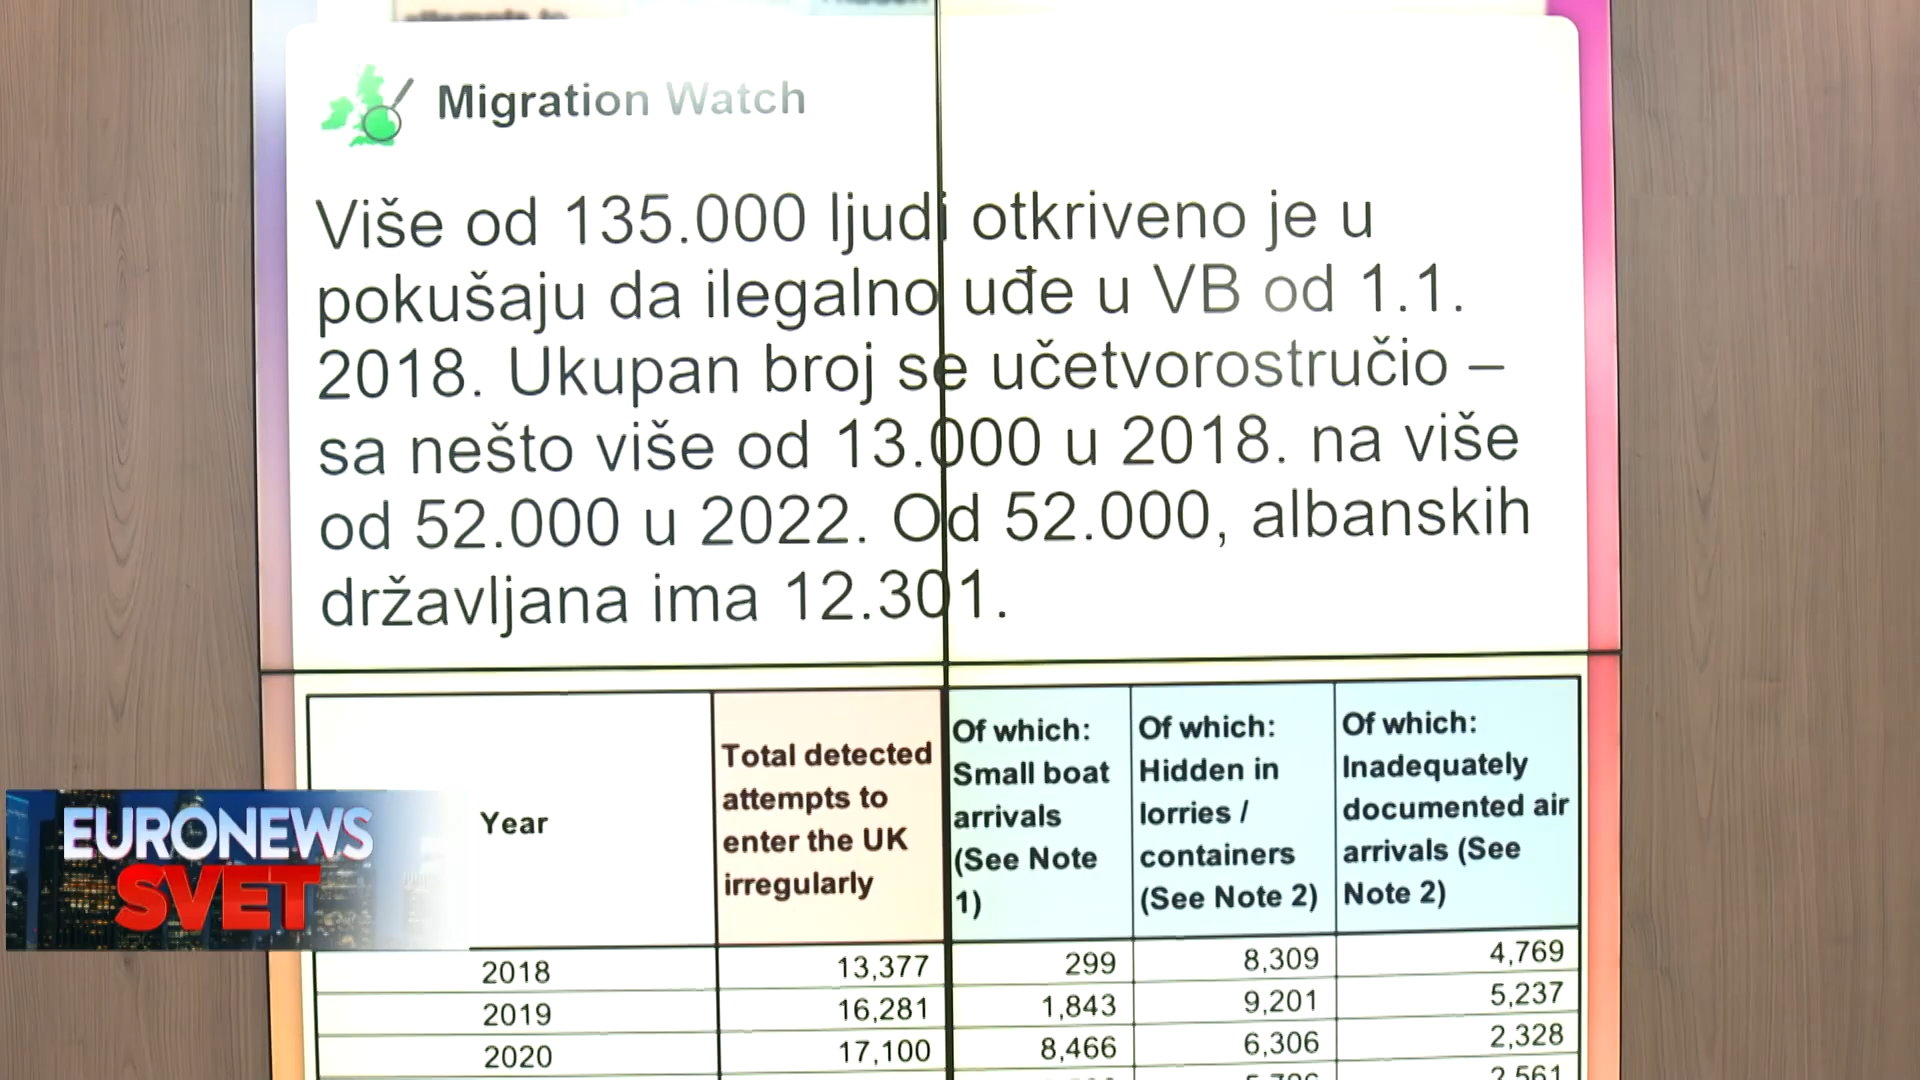 Migration Watch
Više od 135.000 ljudi otkriveno je u
pokušaju da ilegalno uđe u VB od 1.1.
2018. Ukupan broj se učetvorostručio –
sa nešto više od 13.000 u 2018. na više
od 52.000 u 2022. Od 52.000, albanskih
državljana ima 12.301.
Year
Total detected
attempts to
enter the UK
irregularly
Of which:
Small boat
arrivals
(See Note
1)
Of which:
Hidden in
lorries /
containers
(See Note 2)
Of which:
Inadequately
documented air
arrivals (See
Note 2)
2018 13,377 299 8,309 4,769
2019 16,281 1,843 9,201 5,237
2020 17,100 8,466 6,306 2,328
2,561
EURONEWS
SVET